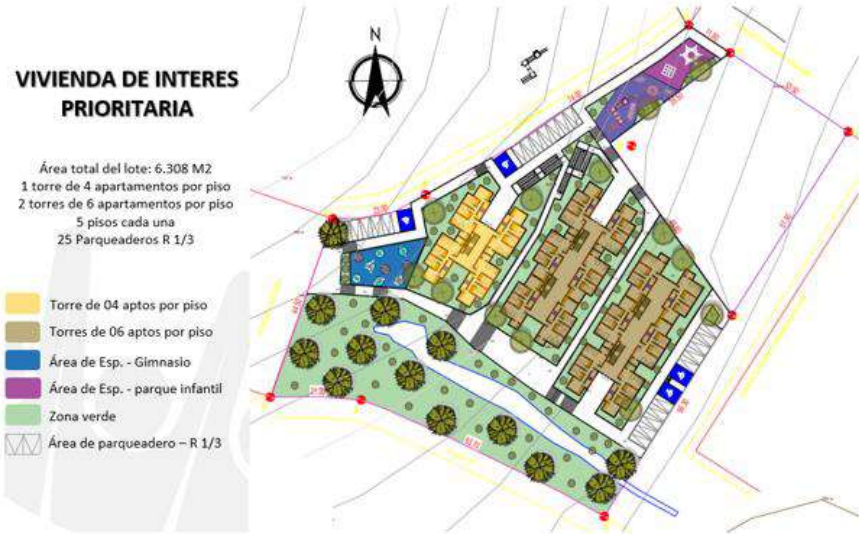 VIVIENDA DE INTERES
PRIORITARIA
Área total del lote: 6.308 M2
1 torre de 4 apartamentos por piso
2 torres de 6 apartamentos por piso
5 pisos cada una
25 Parqueaderos R 1/3
Torre de 04 aptos por piso
Torres de 06 aptos por piso
Área de Esp. - Gimnasio
Área de Esp. - parque infantil
Zona verde
Área de parqueadero – R 1/3
N